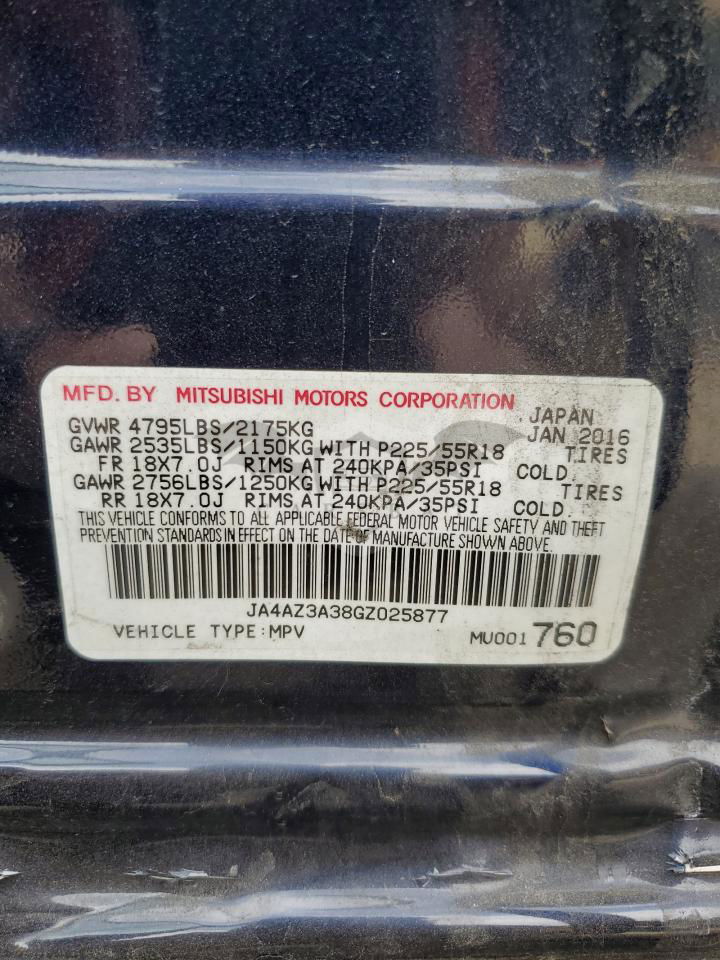 MFD. BY MITSUBISHI MOTORS CORPORATION JAPAN
GVWR 4795LBS/2175KG JAN 2016
GAWR 2535LBS/1150KG WITH P225/55R18 TIRES
FR 18X7.0J RIMS AT 240KPA/35PSI COLD.
GAWR 2756LBS/1250KG WITH P225/55R18 TIRES
RR 18X7.0J RIMS AT 240KPA/35PSI COLD.
THIS VEHICLE CONFORMS TO ALL APPLICABLE FEDERAL MOTOR VEHICLE SAFETY AND THEFT
PREVENTION STANDARDS IN EFFECT ON THE DATE OF MANUFACTURE SHOWN ABOVE.
JA4AZ3A38GZ025877
VEHICLE TYPE:MPV MU001 760